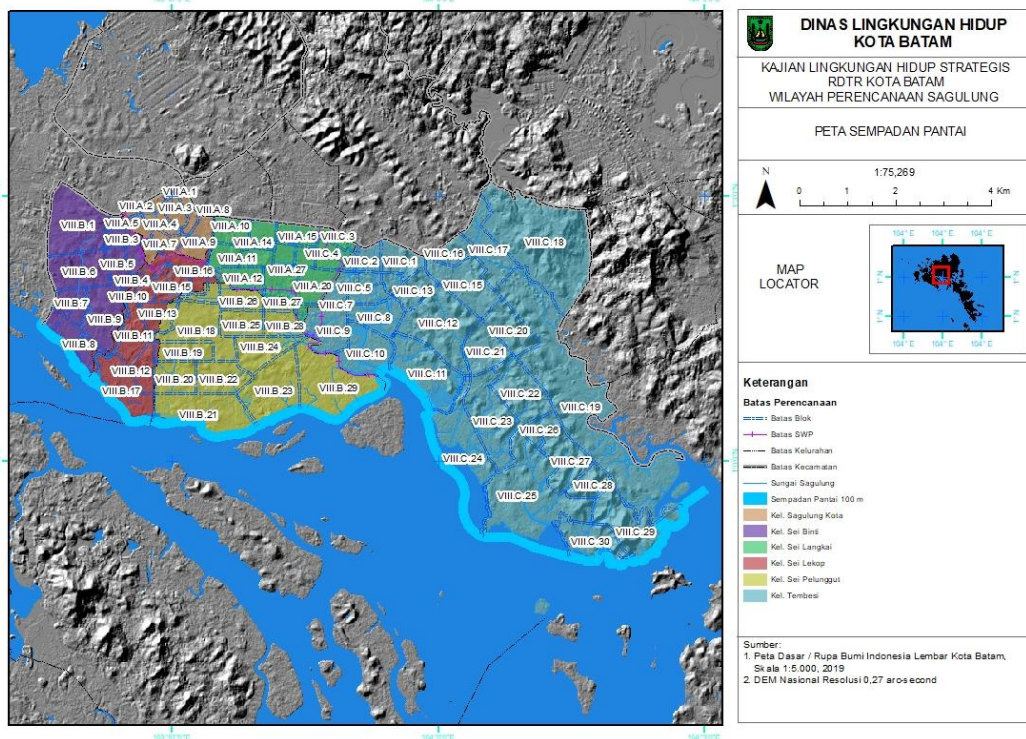 DINAS LINGKUNGAN HIDUP
KOTA BATAM
KAJIAN LINGKUNGAN HIDUP STRATEGIS
RDTR KOTA BATAM
WILAYAH PERENCANAAN SAGULUNG
PETA SEMPADAN PANTAI
N
1:75,269
0 1 2 4 Km
MAP
LOCATOR
104° E 104° E 104° E
1°N 1°N
1°N 1°N
104° E 104° E 104° E
Keterangan
Batas Perencanaan
Batas Blok
Batas SWP
Batas Kelurahan
Batas Kecamatan
Sungai Sagulung
Sempadan Pantai 100 m
Kel. Sagulung Kota
Kel. Sei Binti
Kel. Sei Langkai
Kel. Sei Lekop
Kel. Sei Pelunggut
Kel. Tembesi
Sumber:
1. Peta Dasar / Rupa Bumi Indonesia Lembar Kota Batam,
Skala 1:5.000, 2019
2. DEM Nasional Resolusi 0,27 arc-second
VIII.A.1
VIII.A.2 VIII.A.3 VIII.A.8
VIII.B.1 VIII.A.5 VIII.A.4 VIII.A.10
VIII.B.3 VIII.A.7 VIII.A.9 VIII.A.14 VIII.A.15 VIII.C.3
VIII.C.4 VIII.C.16 VIII.C.17 VIII.C.18
VIII.B.6 VIII.B.5 VIII.B.16 VIII.A.11 VIII.A.27 VIII.C.2 VIII.C.1
VIII.B.4 VIII.B.15 VIII.A.12 VIII.A.20 VIII.C.5 VIII.C.13 VIII.C.15
VIII.B.7 VIII.B.10 VIII.B.26 VIII.B.27 VIII.C.7
VIII.B.9 VIII.B.13 VIII.B.25 VIII.B.28 VIII.C.8 VIII.C.12
VIII.B.8 VIII.B.11 VIII.B.18 VIII.B.24 VIII.C.9 VIII.C.20
VIII.B.19 VIII.C.10 VIII.C.21
VIII.B.12 VIII.B.20 VIII.B.22 VIII.C.11
VIII.B.17 VIII.B.23 VIII.B.29 VIII.C.22
VIII.B.21 VIII.C.23 VIII.C.19
VIII.C.26
VIII.C.24 VIII.C.27
VIII.C.25 VIII.C.28
VIII.C.30 VIII.C.29